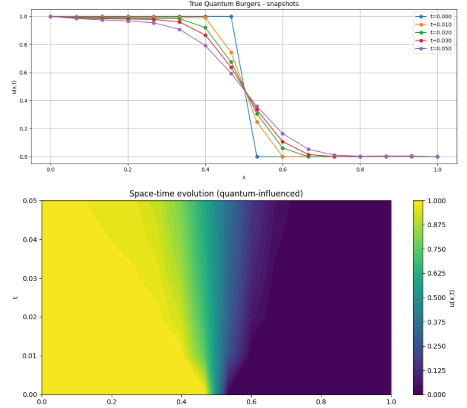 True Quantum Burgers - snapshots
1.0
0.8
0.6
0.4
0.2
0.0
u(x,t)
t=0.000
t=0.010
t=0.020
t=0.030
t=0.050
0.0 0.2 0.4 0.6 0.8 1.0
x
Space-time evolution (quantum-influenced)
0.05
0.04
0.03
0.02
0.01
0.00
t
0.0 0.2 0.4 0.6 0.8 1.0
1.000
0.875
0.750
0.625
0.500
0.375
0.250
0.125
0.000
u(x,t)